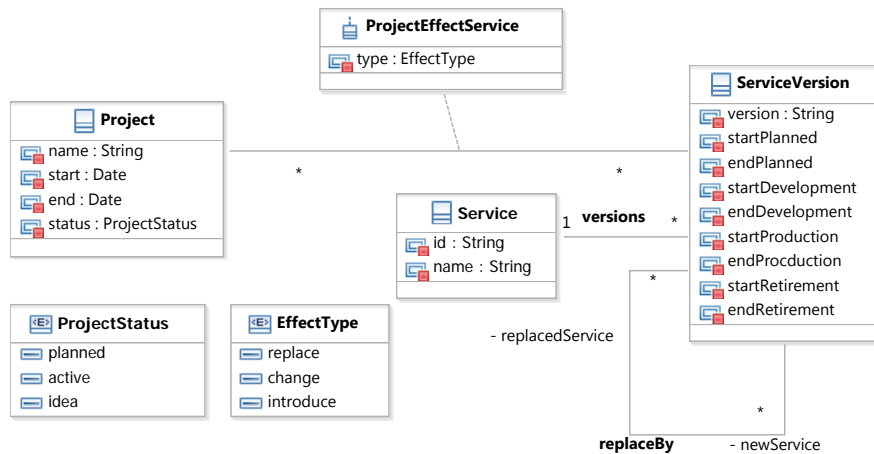 ProjectEffectService
type : EffectType
Project
name : String
start : Date
end : Date
status : ProjectStatus
*
*
ServiceVersion
version : String
startPlanned
endPlanned
startDevelopment
endDevelopment
startProduction
endProcduction
startRetirement
endRetirement
Service
id : String
name : String
1 versions *
*
- replacedService
*
replaceBy - newService
<E> ProjectStatus
planned
active
idea
<E> EffectType
replace
change
introduce